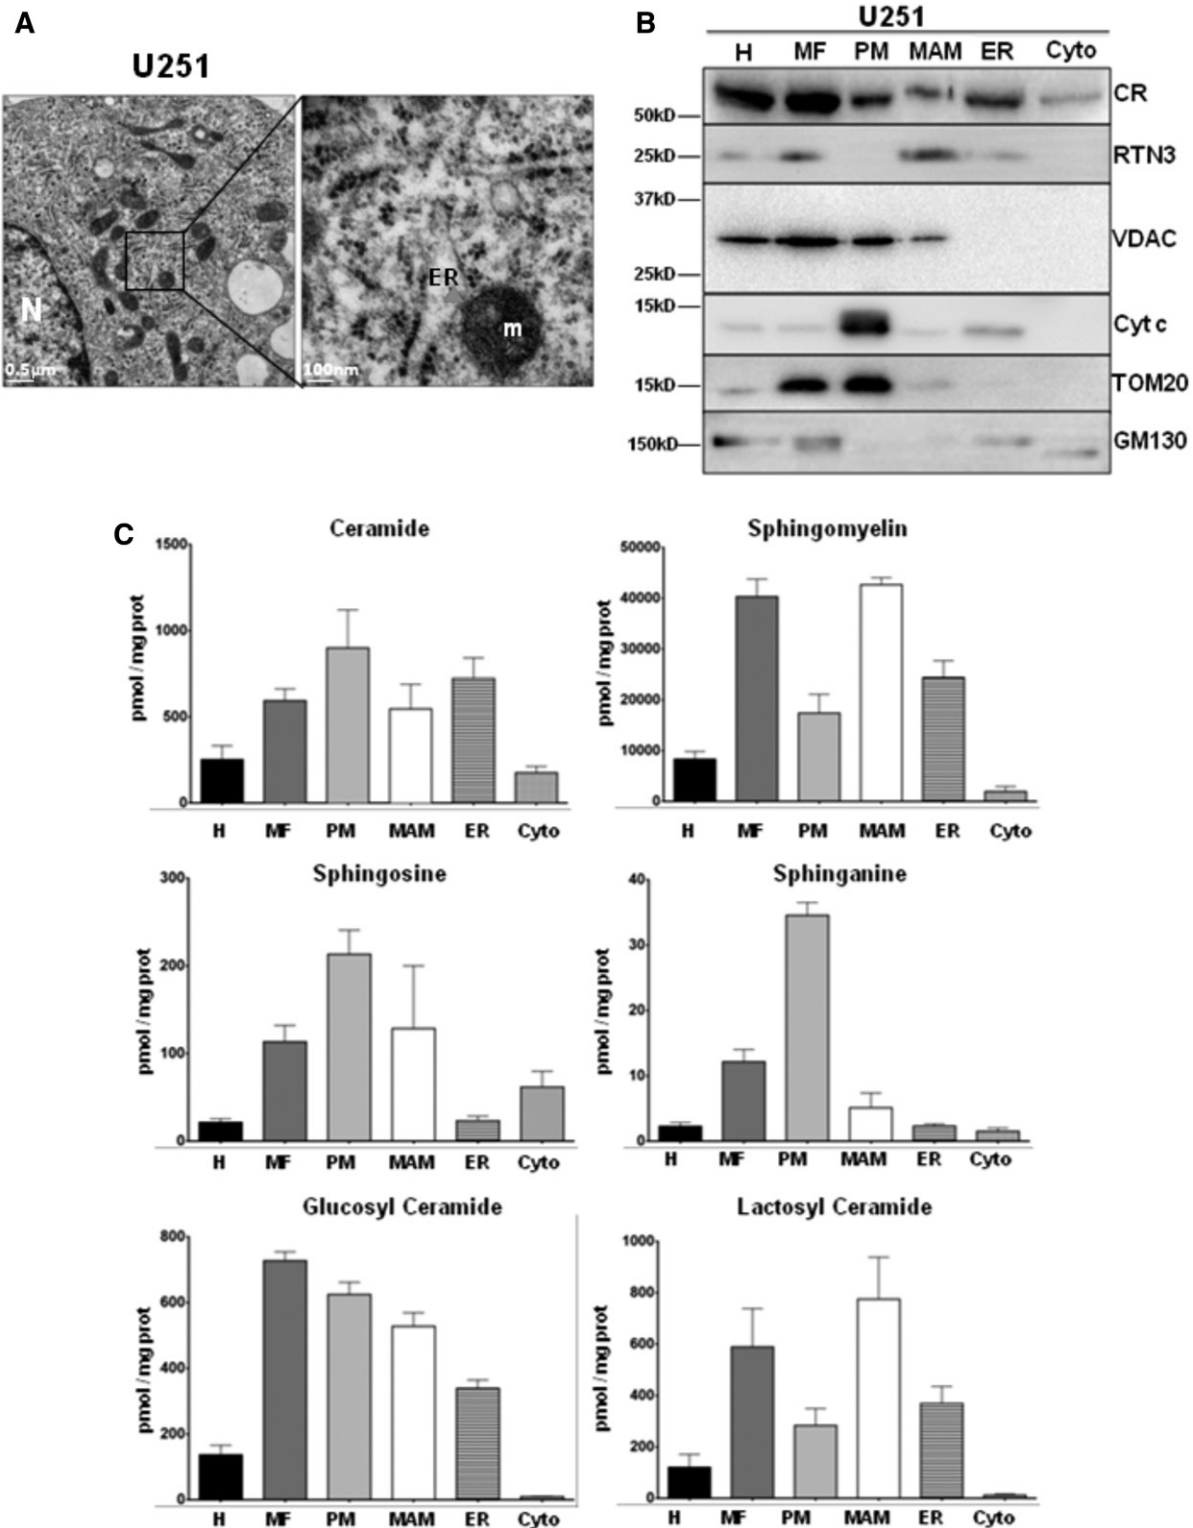 A
U251
N
0.5μm
ER
m
100nm
B
U251
H MF PM MAM ER Cyto
50kD CR
25kD RTN3
37kD
VDAC
25kD
15kD
Cyt c
15kD TOM20
150kD GM130
C
Ceramide
pmol / mg prot
1500
1000
500
0
H MF PM MAM ER Cyto
Sphingomyelin
pmol / mg prot
50000
40000
30000
20000
10000
0
H MF PM MAM ER Cyto
Sphingosine
pmol / mg prot
300
200
100
0
H MF PM MAM ER Cyto
Sphinganine
pmol / mg prot
40
30
20
10
0
H MF PM MAM ER Cyto
Glucosyl Ceramide
pmol / mg prot
800
600
400
200
0
H MF PM MAM ER Cyto
Lactosyl Ceramide
pmol / mg prot
1000
800
600
400
200
0
H MF PM MAM ER Cyto